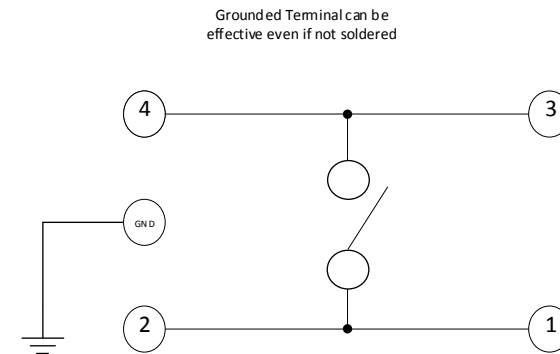 Grounded Terminal can be
effective even if not soldered
4
3
GND
2
1